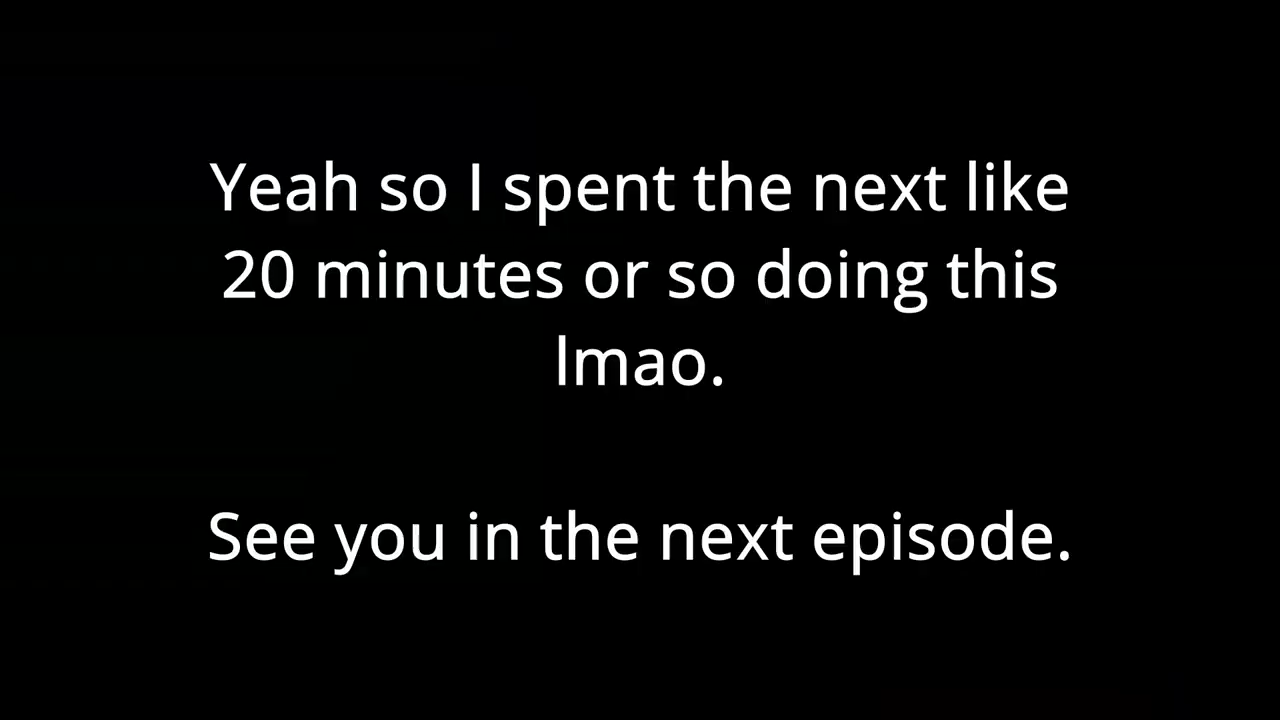 Yeah so I spent the next like
20 minutes or so doing this
lmao.
See you in the next episode.